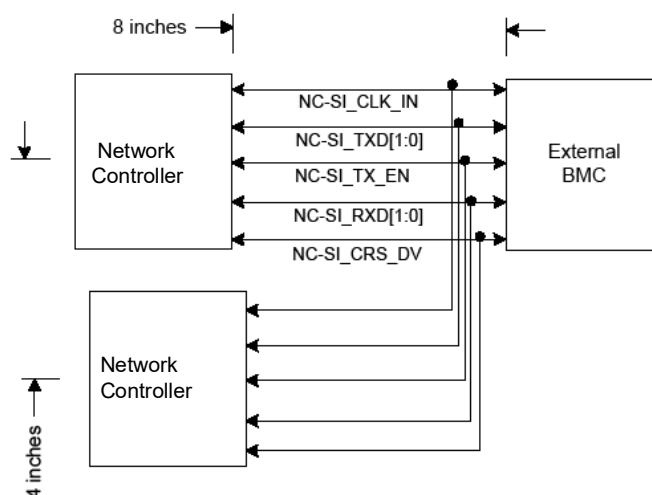 8 inches
NC-SI_CLK_IN
NC-SI_TXD[1:0]
Network
Controller
External
BMC
NC-SI_TX_EN
NC-SI_RXD[1:0]
NC-SI_CRS_DV
Network
Controller
4 inches